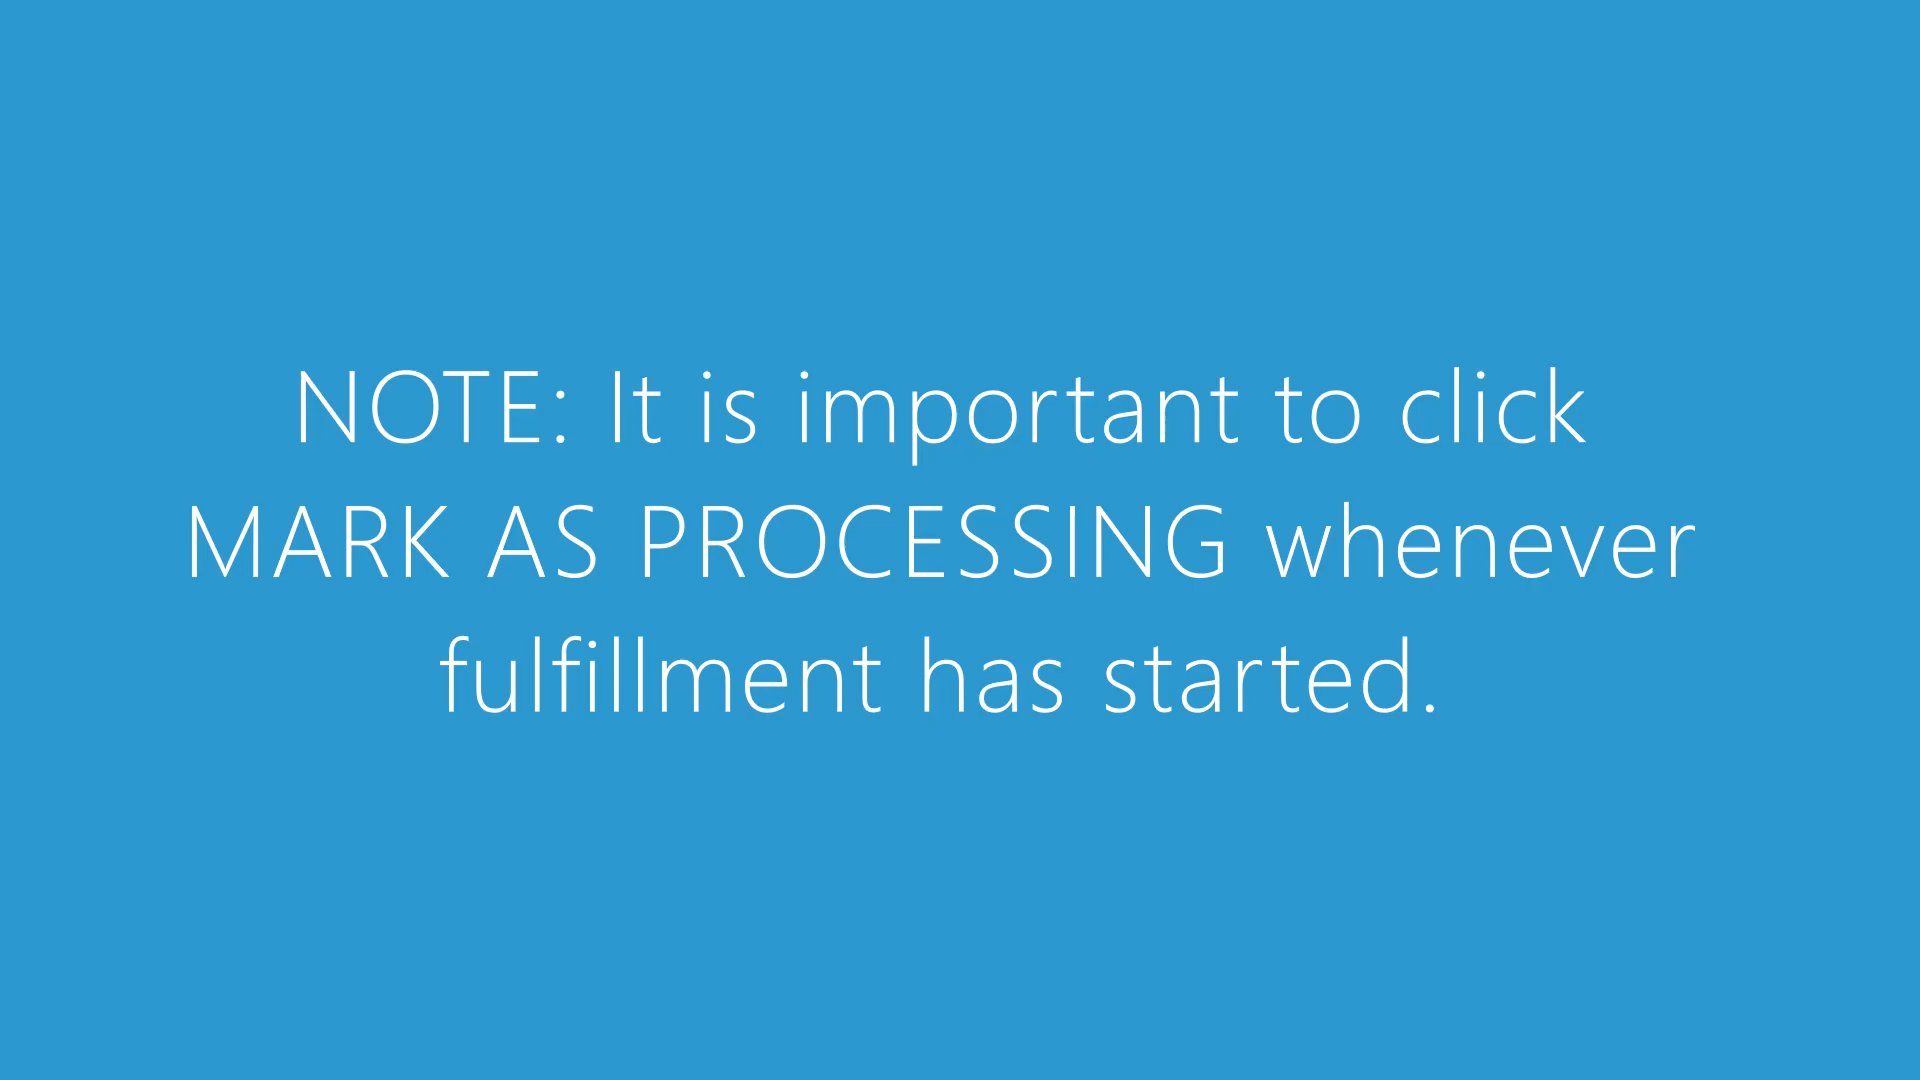 NOTE: It is important to click
MARK AS PROCESSING whenever
fulfillment has started.